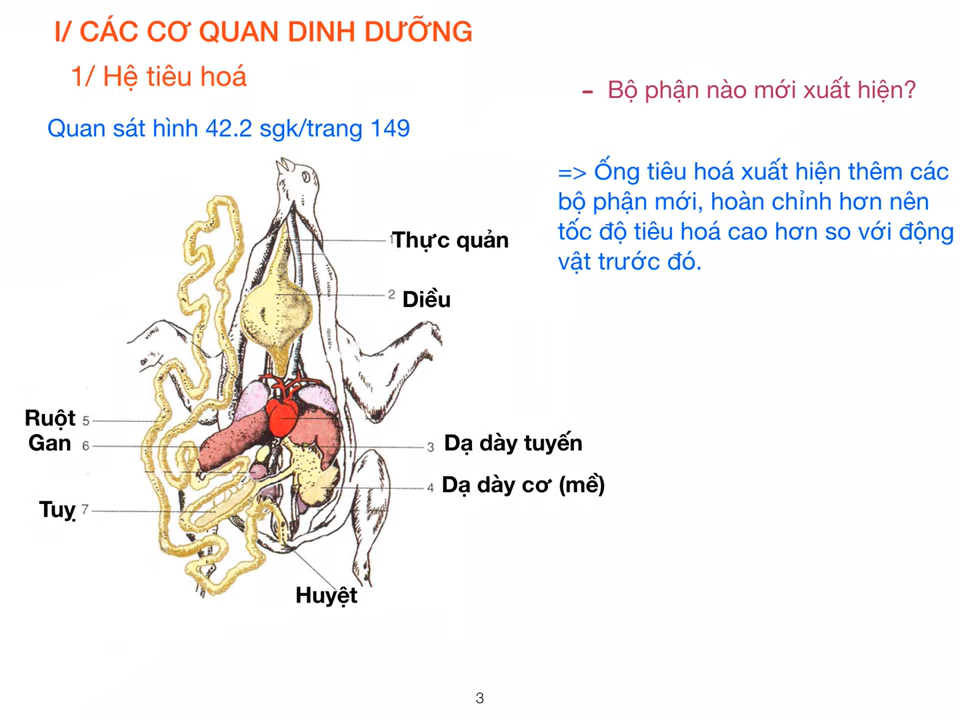 I/ CÁC CƠ QUAN DINH DƯỠNG
1/ Hệ tiêu hoá
- Bộ phận nào mới xuất hiện?
Quan sát hình 42.2 sgk/trang 149
=> Ống tiêu hoá xuất hiện thêm các
bộ phận mới, hoàn chỉnh hơn nên
tốc độ tiêu hoá cao hơn so với động
vật trước đó.
1 Thực quản
2 Diều
Ruột 5
Gan 6
3 Dạ dày tuyến
4 Dạ dày cơ (mề)
Tuỵ 7
Huyệt
3